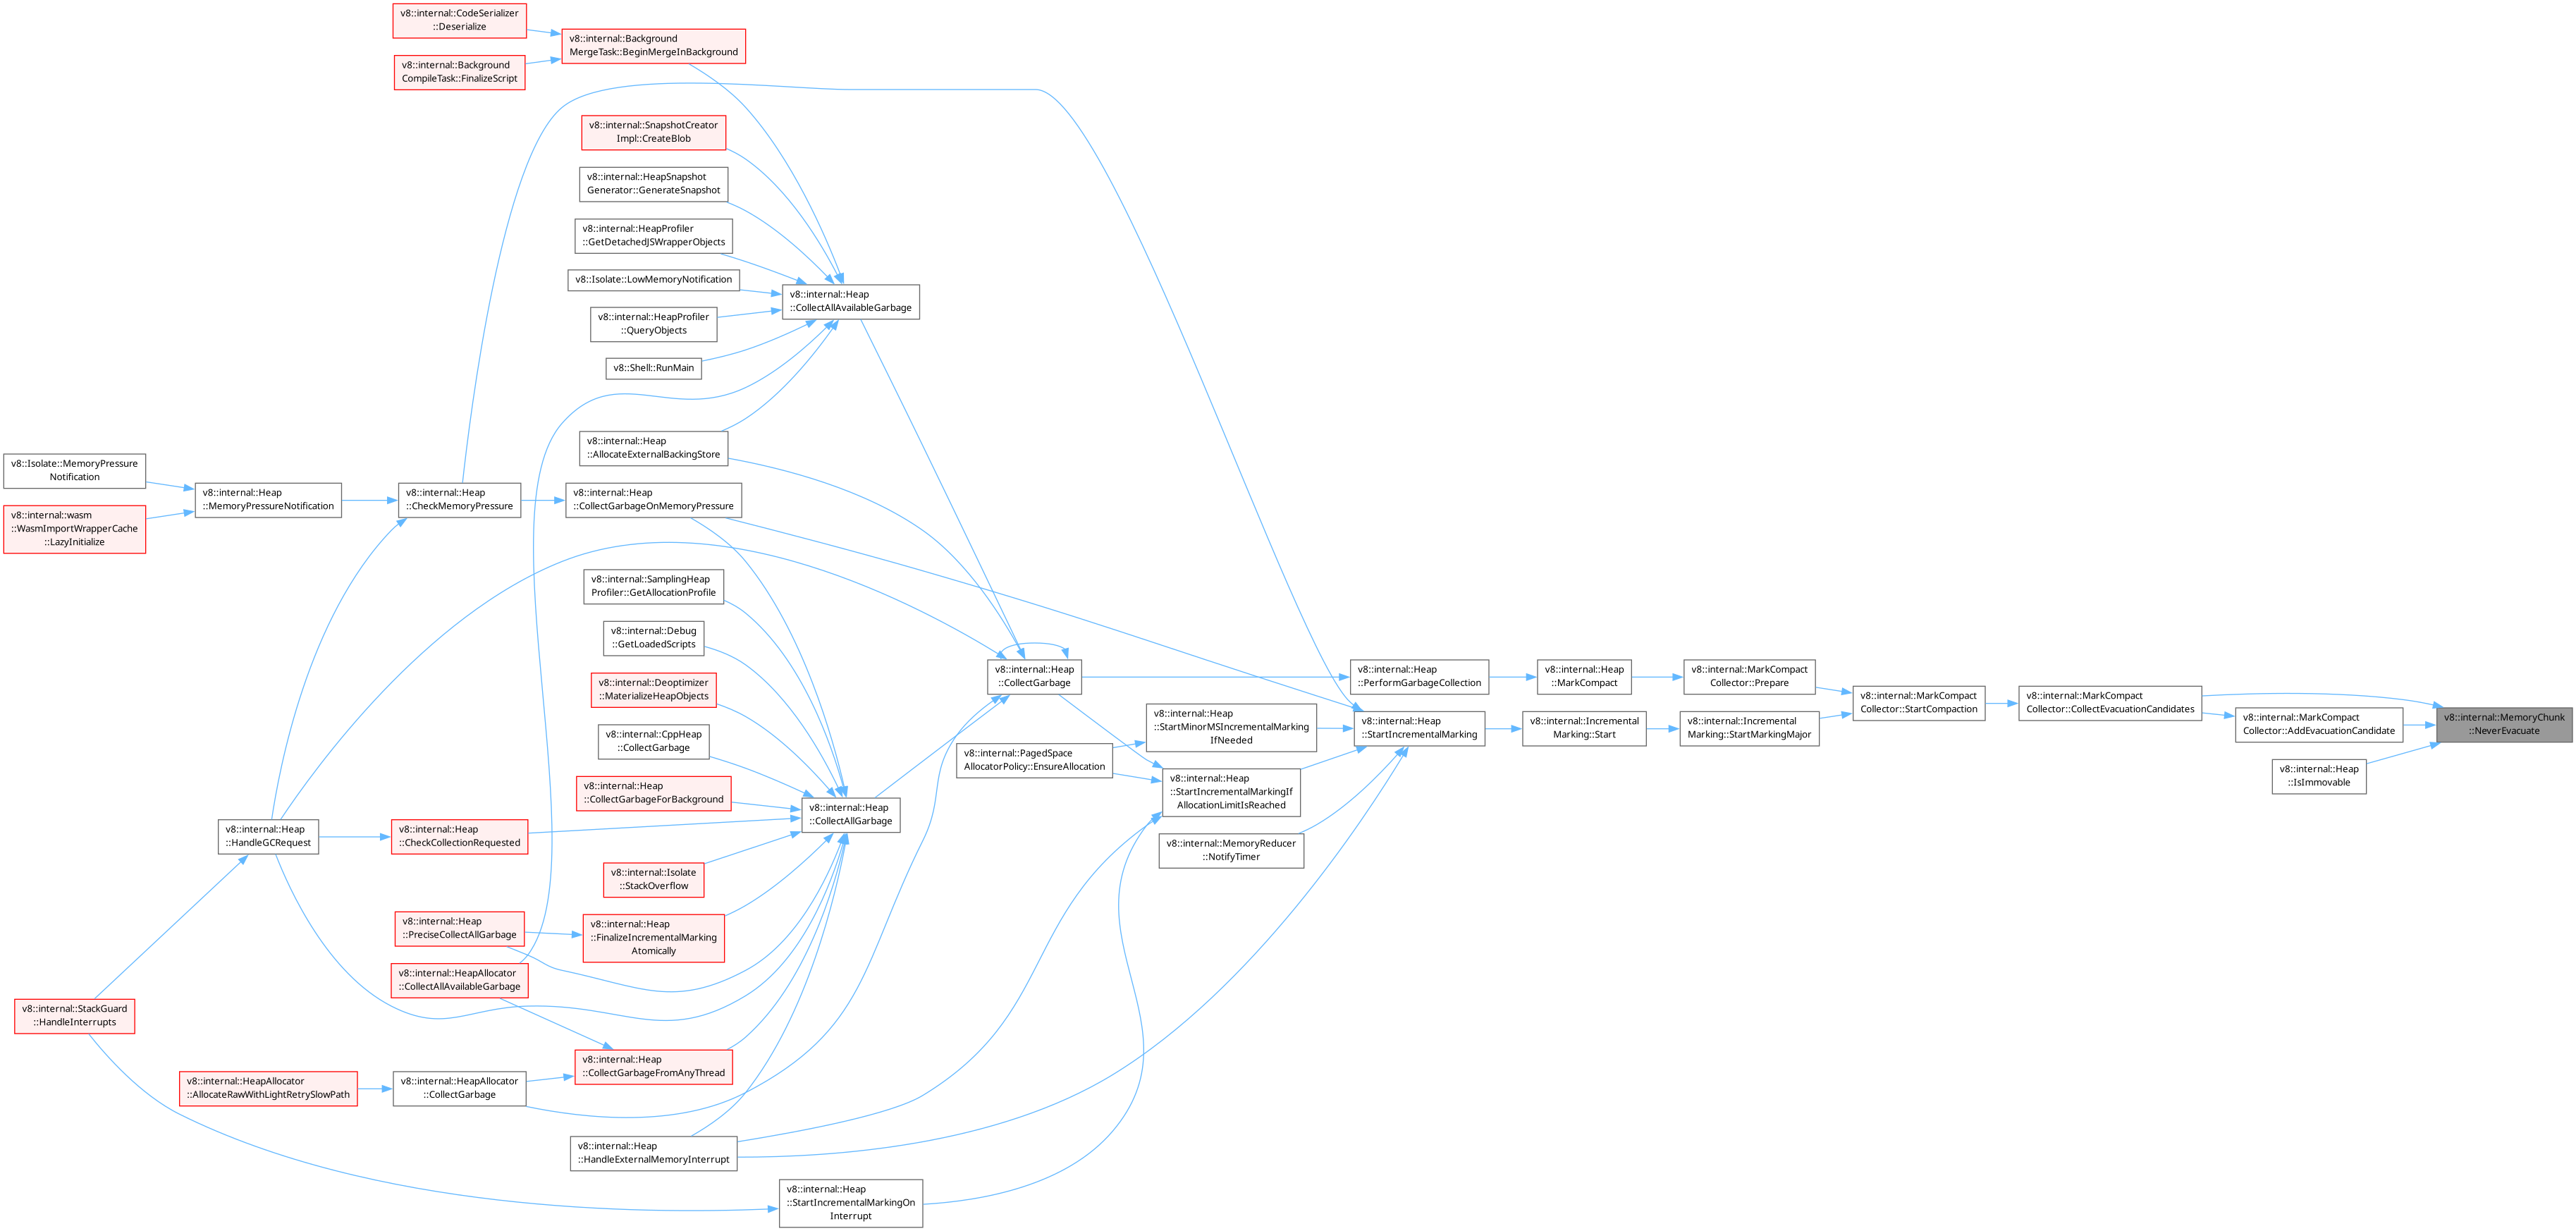 v8::internal::CodeSerializer
::Deserialize
v8::internal::Background
MergeTask::BeginMergeInBackground
v8::internal::Background
CompileTask::FinalizeScript
v8::internal::SnapshotCreator
Impl::CreateBlob
v8::internal::HeapSnapshot
Generator::GenerateSnapshot
v8::internal::HeapProfiler
::GetDetachedJSWrapperObjects
v8::Isolate::LowMemoryNotification
v8::internal::Heap
::CollectAllAvailableGarbage
v8::internal::HeapProfiler
::QueryObjects
v8::Shell::RunMain
v8::internal::Heap
::AllocateExternalBackingStore
v8::Isolate::MemoryPressure
Notification
v8::internal::wasm
::WasmImportWrapperCache
::LazyInitialize
v8::internal::Heap
::MemoryPressureNotification
v8::internal::Heap
::CheckMemoryPressure
v8::internal::Heap
::CollectGarbageOnMemoryPressure
v8::internal::SamplingHeap
Profiler::GetAllocationProfile
v8::internal::Debug
::GetLoadedScripts
v8::internal::Deoptimizer
::MaterializeHeapObjects
v8::internal::CppHeap
::CollectGarbage
v8::internal::Heap
::CollectGarbageForBackground
v8::internal::Heap
::CollectGarbage
v8::internal::Heap
::PerformGarbageCollection
v8::internal::Heap
::MarkCompact
v8::internal::MarkCompact
Collector::Prepare
v8::internal::MarkCompact
Collector::StartCompaction
v8::internal::MarkCompact
Collector::CollectEvacuationCandidates
v8::internal::MarkCompact
Collector::AddEvacuationCandidate
v8::internal::MemoryChunk
::NeverEvacuate
v8::internal::Heap
::IsImmovable
v8::internal::Heap
::StartMinorMSIncrementalMarking
IfNeeded
v8::internal::Heap
::StartIncrementalMarking
v8::internal::Incremental
Marking::Start
v8::internal::Incremental
Marking::StartMarkingMajor
v8::internal::PagedSpace
AllocatorPolicy::EnsureAllocation
v8::internal::Heap
::StartIncrementalMarkingIf
AllocationLimitIsReached
v8::internal::MemoryReducer
::NotifyTimer
v8::internal::Heap
::CollectAllGarbage
v8::internal::Heap
::HandleGCRequest
v8::internal::Heap
::CheckCollectionRequested
v8::internal::Isolate
::StackOverflow
v8::internal::Heap
::PreciseCollectAllGarbage
v8::internal::Heap
::FinalizeIncrementalMarking
Atomically
v8::internal::HeapAllocator
::CollectAllAvailableGarbage
v8::internal::StackGuard
::HandleInterrupts
v8::internal::Heap
::CollectGarbageFromAnyThread
v8::internal::HeapAllocator
::AllocateRawWithLightRetrySlowPath
v8::internal::HeapAllocator
::CollectGarbage
v8::internal::Heap
::HandleExternalMemoryInterrupt
v8::internal::Heap
::StartIncrementalMarkingOn
Interrupt